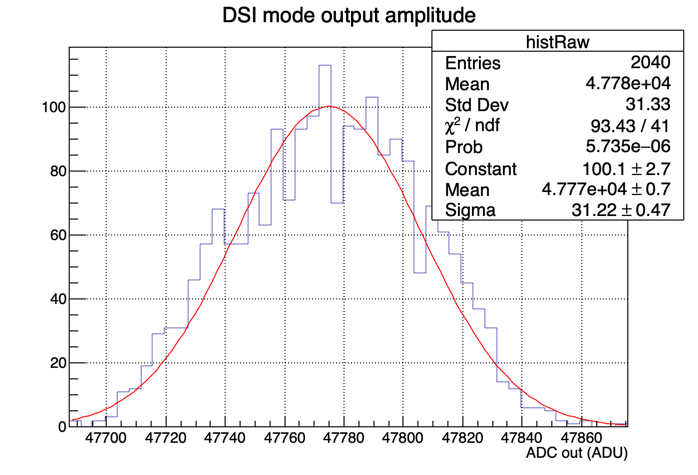 DSI mode output amplitude
histRaw
Entries 2040
Mean 4.778e+04
Std Dev 31.33
χ² / ndf 93.43 / 41
Prob 5.735e−06
Constant 100.1 ± 2.7
Mean 4.777e+04 ± 0.7
Sigma 31.22 ± 0.47
100
80
60
40
20
0
47700 47720 47740 47760 47780 47800 47820 47840 47860
ADC out (ADU)